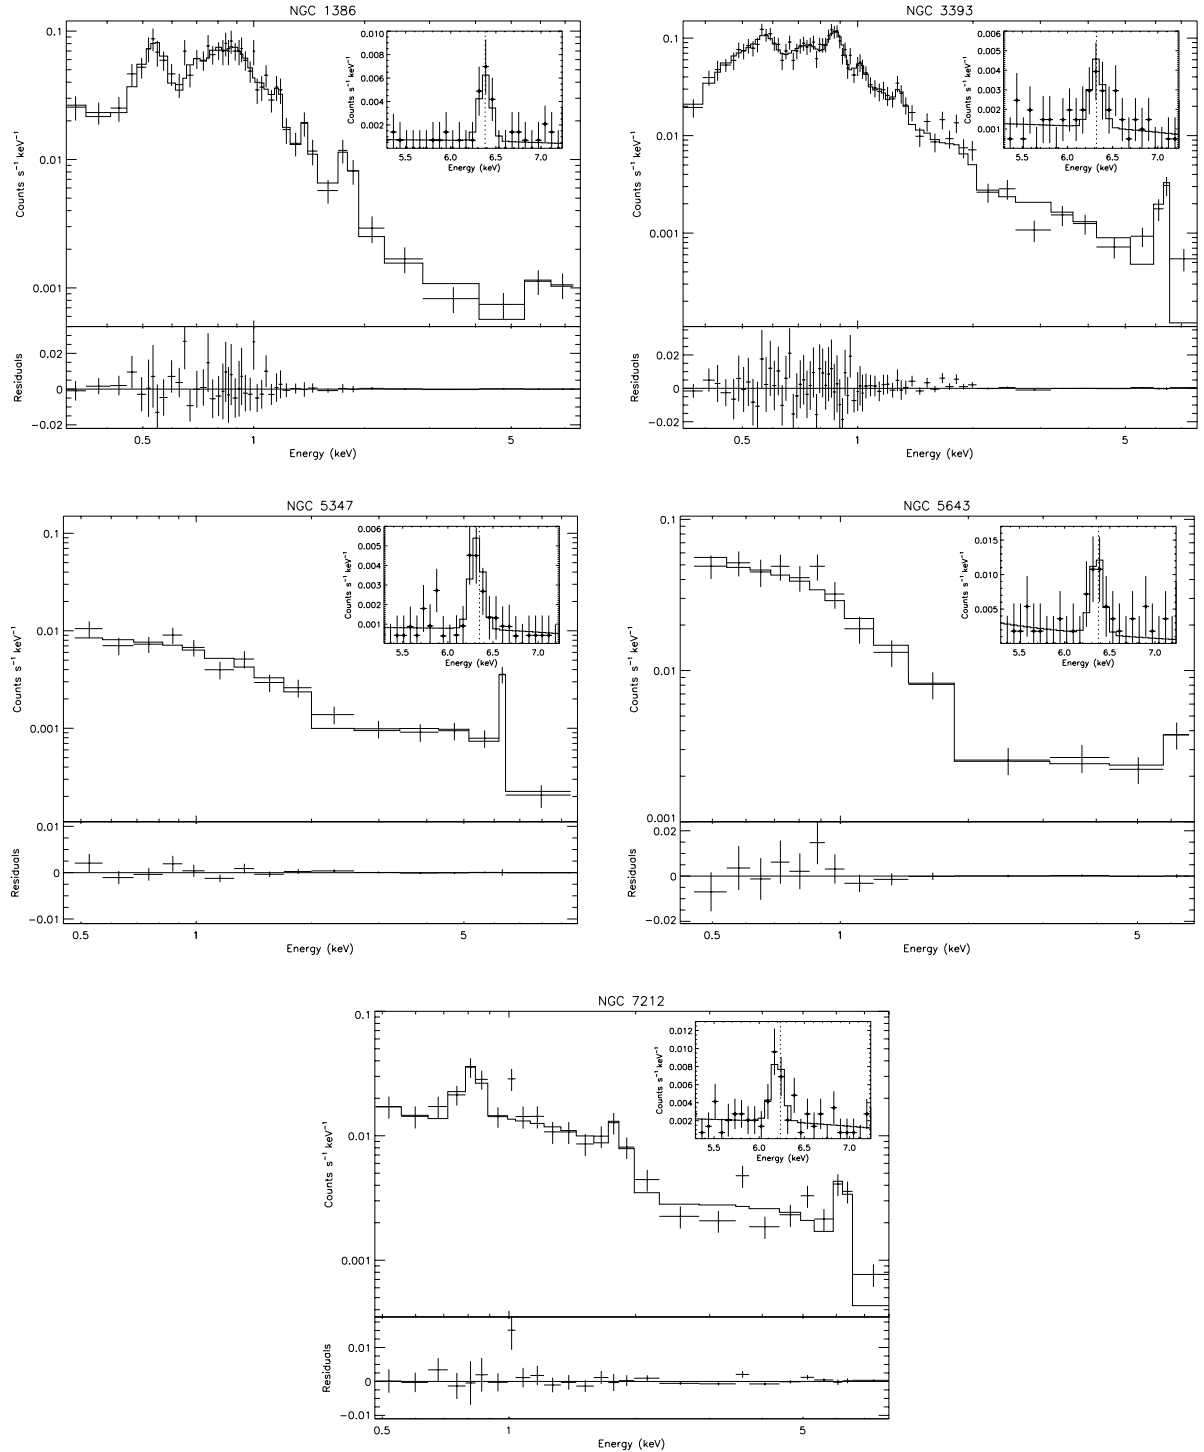 NGC 1386
0.1
0.01
0.001
Counts s⁻¹ keV⁻¹
0.010
0.008
0.006
0.004
0.002
Counts s⁻¹ keV⁻¹
5.5 6.0 6.5 7.0
Energy (keV)
0.02
0
−0.02
Residuals
0.5 1 5
Energy (keV)
NGC 3393
0.1
0.01
0.001
Counts s⁻¹ keV⁻¹
0.006
0.005
0.004
0.003
0.002
0.001
Counts s⁻¹ keV⁻¹
5.5 6.0 6.5 7.0
Energy (keV)
0.02
0
−0.02
Residuals
0.5 1 5
Energy (keV)
NGC 5347
0.1
0.01
0.001
Counts s⁻¹ keV⁻¹
0.006
0.005
0.004
0.003
0.002
0.001
Counts s⁻¹ keV⁻¹
5.5 6.0 6.5 7.0
Energy (keV)
0.01
0
−0.01
Residuals
0.5 1 5
Energy (keV)
NGC 5643
0.1
0.01
0.001
Counts s⁻¹ keV⁻¹
0.015
0.010
0.005
Counts s⁻¹ keV⁻¹
5.5 6.0 6.5 7.0
Energy (keV)
0.02
0
−0.02
Residuals
0.5 1 5
Energy (keV)
NGC 7212
0.1
0.01
0.001
Counts s⁻¹ keV⁻¹
0.012
0.010
0.008
0.006
0.004
0.002
Counts s⁻¹ keV⁻¹
5.5 6.0 6.5 7.0
Energy (keV)
0.01
0
−0.01
Residuals
0.5 1 5
Energy (keV)